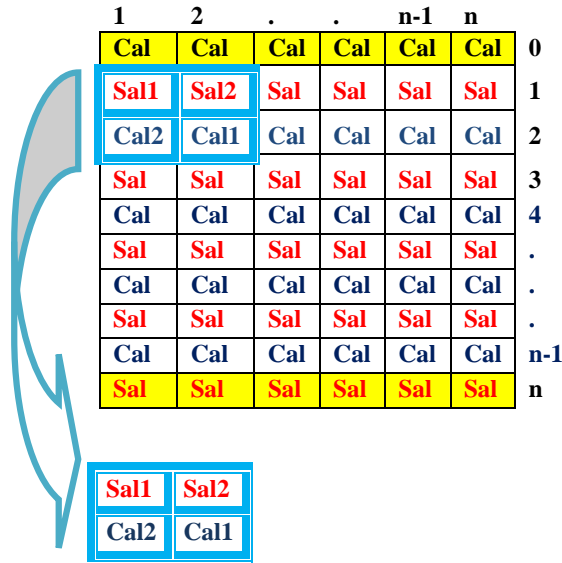 1 2 . . n-1 n
Cal Cal Cal Cal Cal Cal 0
Sal1 Sal2 Sal Sal Sal Sal 1
Cal2 Cal1 Cal Cal Cal Cal 2
Sal Sal Sal Sal Sal Sal 3
Cal Cal Cal Cal Cal Cal 4
Sal Sal Sal Sal Sal Sal .
Cal Cal Cal Cal Cal Cal .
Sal Sal Sal Sal Sal Sal .
Cal Cal Cal Cal Cal Cal n-1
Sal Sal Sal Sal Sal Sal n
Sal1 Sal2
Cal2 Cal1